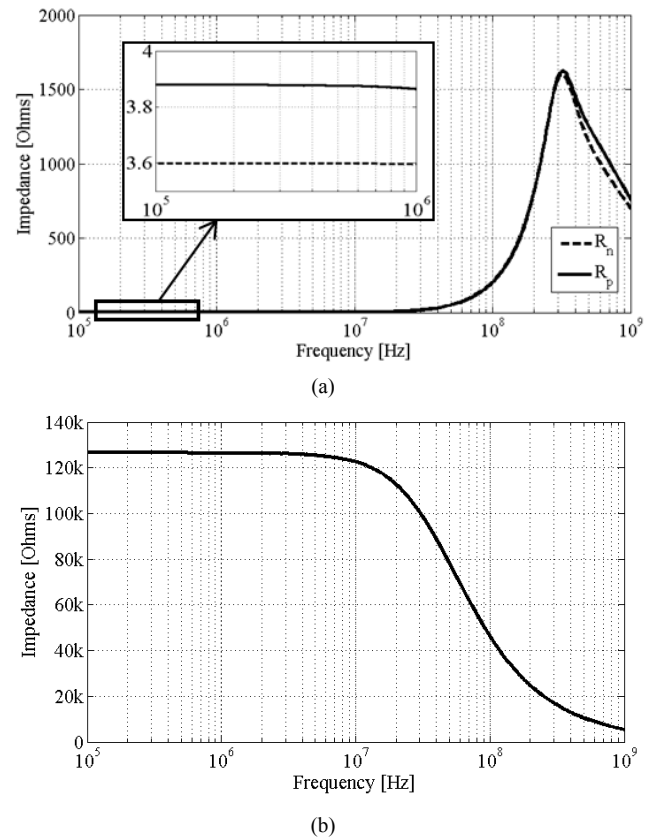 2000
1500
1000
500
0
Impedance [Ohms]
4
3.8
3.6
10^5
10^6
R_n
R_p
10^5
10^6
10^7
10^8
10^9
Frequency [Hz]
(a)
140k
120k
100k
80k
60k
40k
20k
0
Impedance [Ohms]
10^5
10^6
10^7
10^8
10^9
Frequency [Hz]
(b)